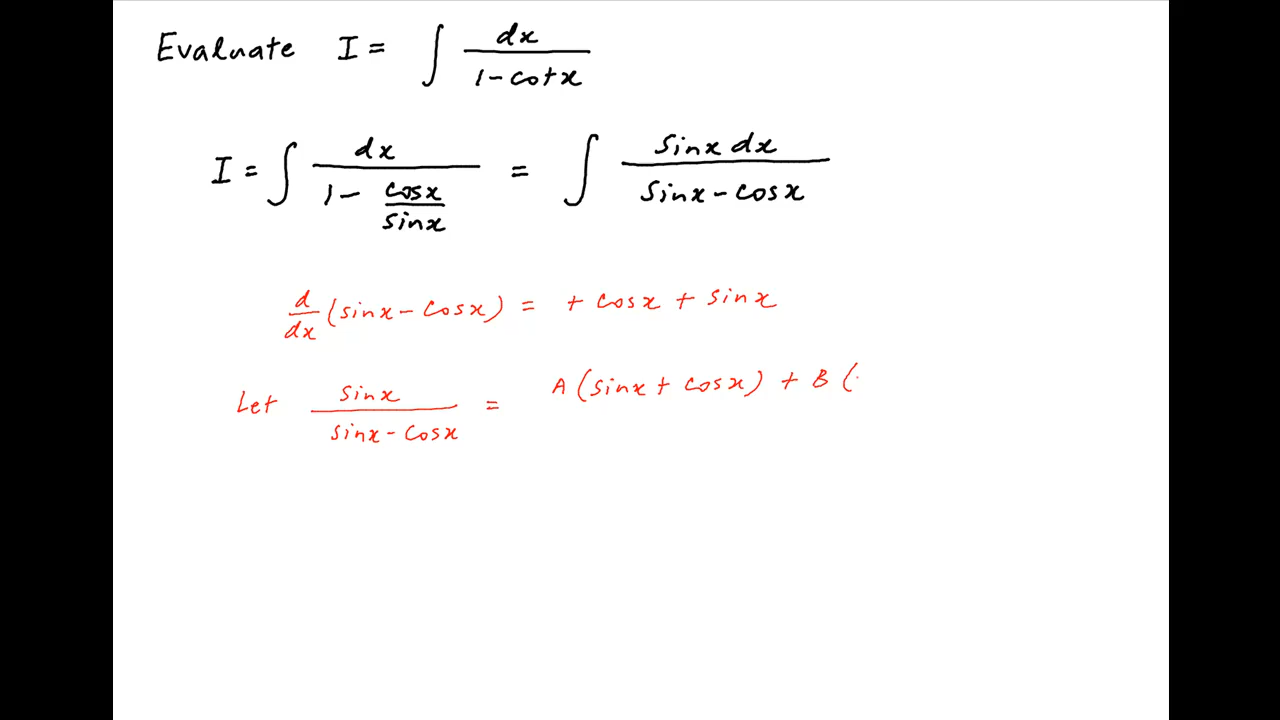 Evaluate I = ∫ dx / (1 - cotx)
I = ∫ dx / (1 - cosx/sinx) = ∫ sinx dx / (sinx - cosx)
d/dx (sinx - cosx) = + cosx + sinx
Let sinx / (sinx - cosx) = A (sinx + cosx) + B (